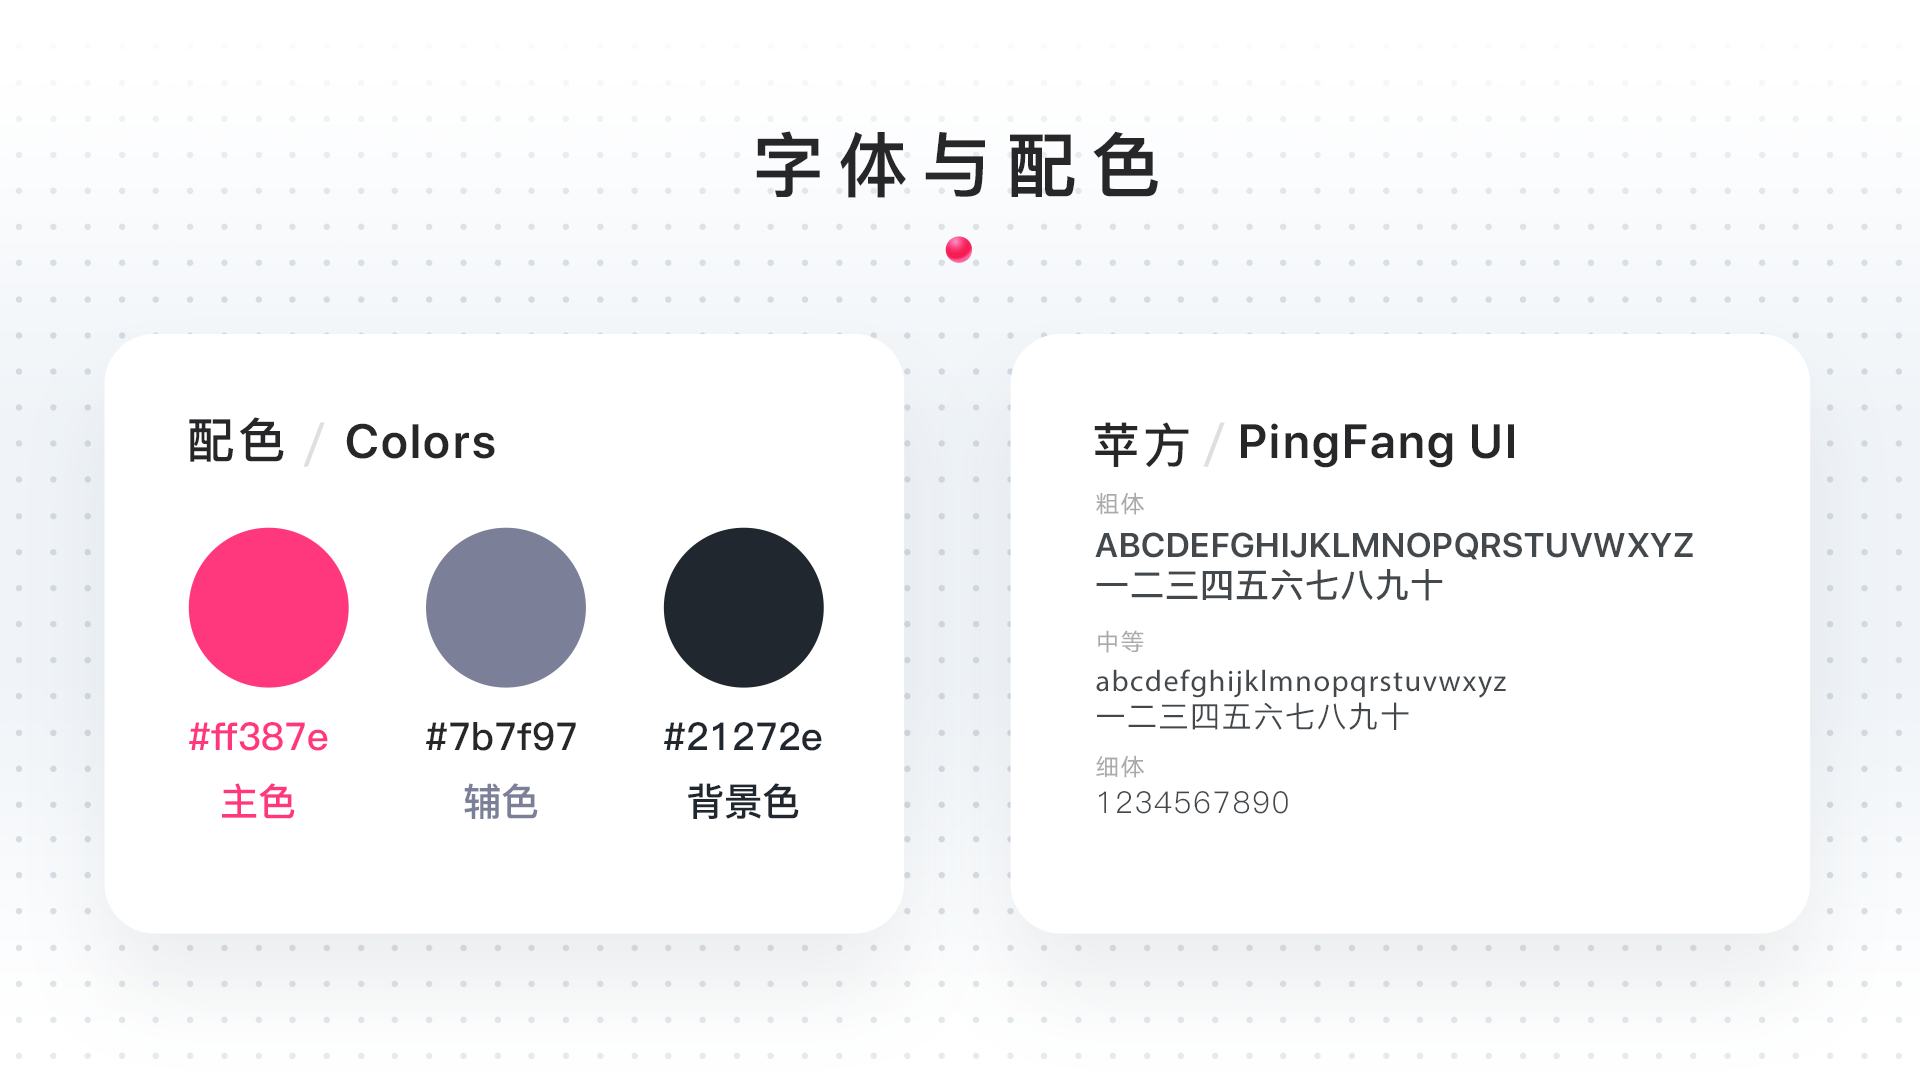 字体与配色
配色 / Colors
#ff387e
#7b7f97
#21272e
主色
辅色
背景色
苹方 / PingFang UI
粗体
ABCDEFGHIJKLMNOPQRSTUVWXYZ
一二三四五六七八九十
中等
abcdefghijklmnopqrstuvwxyz
一二三四五六七八九十
细体
1234567890